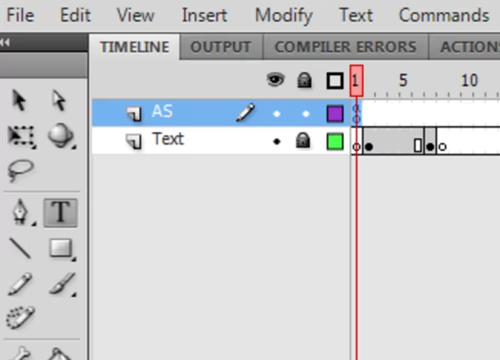 File Edit View Insert Modify Text Commands
TIMELINE OUTPUT COMPILER ERRORS ACTIONS
1 5 10
AS
Text
T